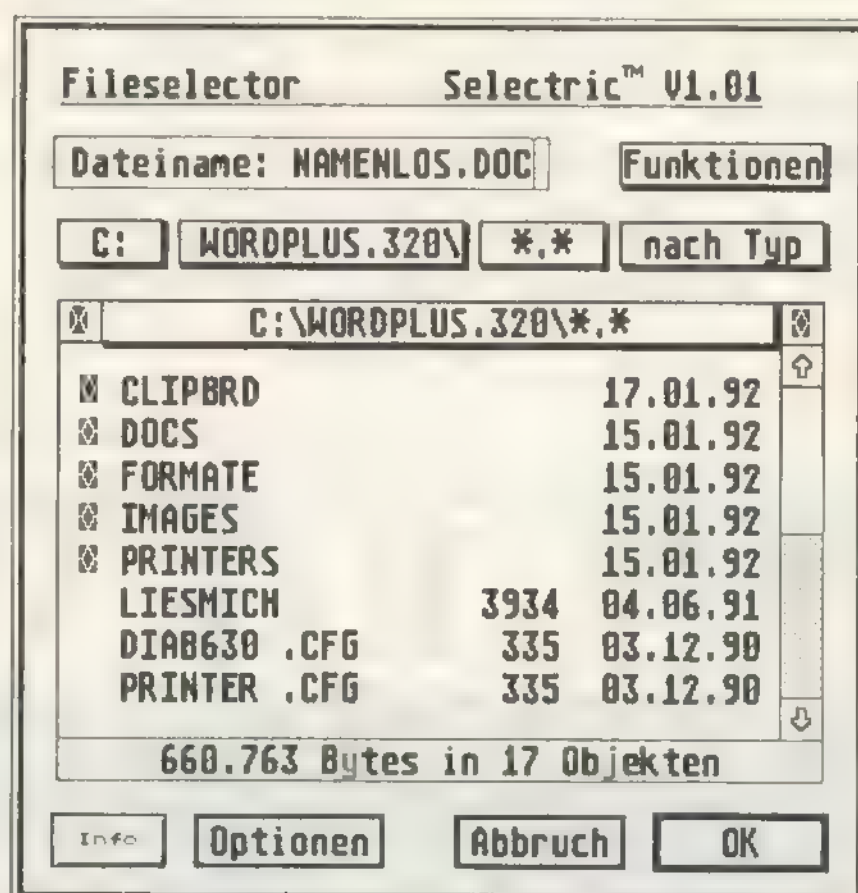 Fileselector Selectric™ V1.01
Dateiname: NAMENLOS.DOC Funktionen
C: WORDPLUS.320\ *.* nach Typ
C:\WORDPLUS.320\*.*
CLIPBRD 17.01.92
DOCS 15.01.92
FORMATE 15.01.92
IMAGES 15.01.92
PRINTERS 15.01.92
LIESMICH 3934 04.06.91
DIAB630 .CFG 335 03.12.90
PRINTER .CFG 335 03.12.90
660.763 Bytes in 17 Objekten
Info Optionen Abbruch OK